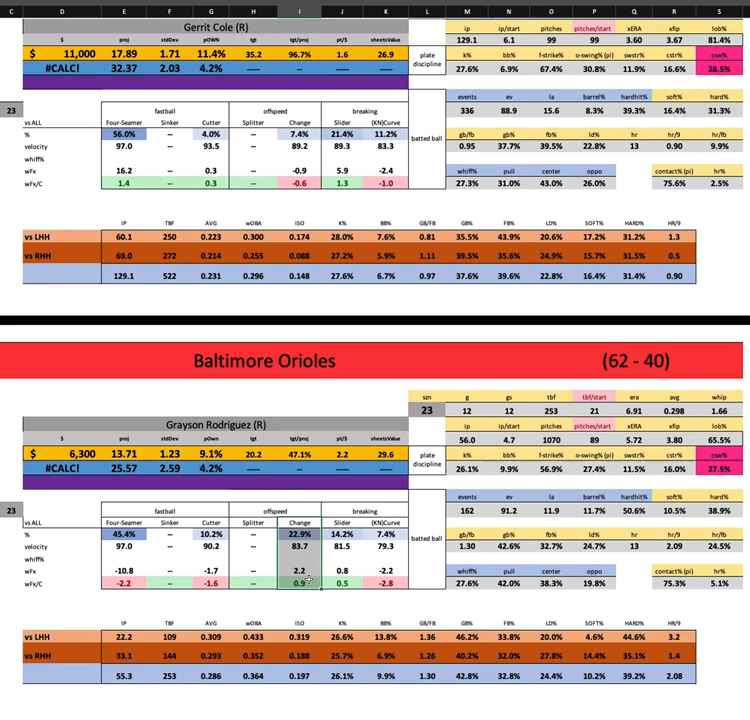 C D E F G H I J K L M N O P Q R S
Gerrit Cole (R) ip ip/start pitches pitches/start xERA xfip lob%
$ proj stdDev pOWN tgt tgt/proj pt/$ sheetsValue 129.1 6.1 99 99 3.60 3.67 81.4%
$ 11,000 17.89 1.71 11.4% 35.2 96.7% 1.6 26.9 plate discipline k% bb% f-strike% o-swing% (pi) swstr% cstr% csw%
#CALC! 32.37 2.03 4.2% ---- ---- -- ---- 27.6% 6.9% 67.4% 30.8% 11.9% 16.6% 28.5%
events ev la barrel% hardhit% soft% hard%
23 fastball offspeed breaking 336 88.9 15.6 8.3% 39.3% 16.4% 31.3%
vs ALL Four-Seamer Sinker Cutter Splitter Change Slider (KN)Curve
% 56.0% -- 4.0% -- 7.4% 21.4% 11.2% batted ball gb/fb gb% fb% ld% hr hr/9 hr/fb
velocity 97.0 -- 93.5 -- 89.2 89.3 83.3 0.95 37.7% 39.5% 22.8% 13 0.90 9.9%
whiff%
wFx 16.2 -- 0.3 -- -0.9 5.9 -2.4 whiff% pull center oppo contact% (pi) hr%
wFx/C 1.4 -- 0.3 -- -0.6 1.3 -1.0 27.3% 31.0% 43.0% 26.0% 75.6% 2.5%
IP TBF AVG wOBA ISO K% BB% GB/FB GB% FB% LD% SOFT% HARD% HR/9
vs LHH 60.1 250 0.223 0.300 0.174 28.0% 7.6% 0.81 35.5% 43.9% 20.6% 17.2% 31.2% 1.3
vs RHH 69.0 272 0.214 0.255 0.088 27.2% 5.9% 1.11 39.5% 35.6% 24.9% 15.7% 31.5% 0.5
129.1 522 0.231 0.296 0.148 27.6% 6.7% 0.97 37.6% 39.6% 22.8% 16.4% 31.4% 0.90
Baltimore Orioles (62 - 40)
szn g gs tbf tbf/start era avg whip
23 12 12 253 21 6.91 0.298 1.66
Grayson Rodriguez (R) ip ip/start pitches pitches/start xERA xfip lob%
$ proj stdDev pOwn tgt tgt/proj pt/$ sheetsValue 56.0 4.7 1070 89 5.72 3.80 65.5%
$ 6,300 13.71 1.23 9.1% 20.2 47.1% 2.2 29.6 plate discipline k% bb% f-strike% o-swing% (pi) swstr% cstr% csw%
#CALC! 25.57 2.59 4.2% ---- ---- -- ---- 26.1% 9.9% 56.9% 27.4% 11.5% 16.0% 27.5%
events ev la barrel% hardhit% soft% hard%
23 fastball offspeed breaking 162 91.2 11.9 11.7% 50.6% 10.5% 38.9%
vs ALL Four-Seamer Sinker Cutter Splitter Change Slider (KN)Curve
% 45.4% -- 10.2% -- 22.9% 14.2% 7.4% batted ball gb/fb gb% fb% ld% hr hr/9 hr/fb
velocity 97.0 -- 90.2 -- 83.7 81.5 79.3 1.30 42.6% 32.7% 24.7% 13 2.09 24.5%
whiff%
wFx -10.8 -- -1.7 -- 2.2 0.8 -2.2 whiff% pull center oppo contact% (pi) hr%
wFx/C -2.2 -- -1.6 -- 0.9 0.5 -2.8 27.6% 42.0% 38.3% 19.8% 75.3% 5.1%
IP TBF AVG wOBA ISO K% BB% GB/FB GB% FB% LD% SOFT% HARD% HR/9
vs LHH 22.2 109 0.309 0.433 0.319 26.6% 13.8% 1.36 46.2% 33.8% 20.0% 4.6% 44.6% 3.2
vs RHH 33.1 144 0.293 0.352 0.188 25.7% 6.9% 1.26 40.2% 32.0% 27.8% 14.4% 35.1% 1.4
55.3 253 0.286 0.364 0.197 26.1% 9.9% 1.30 42.8% 32.8% 24.4% 10.2% 39.2% 2.08